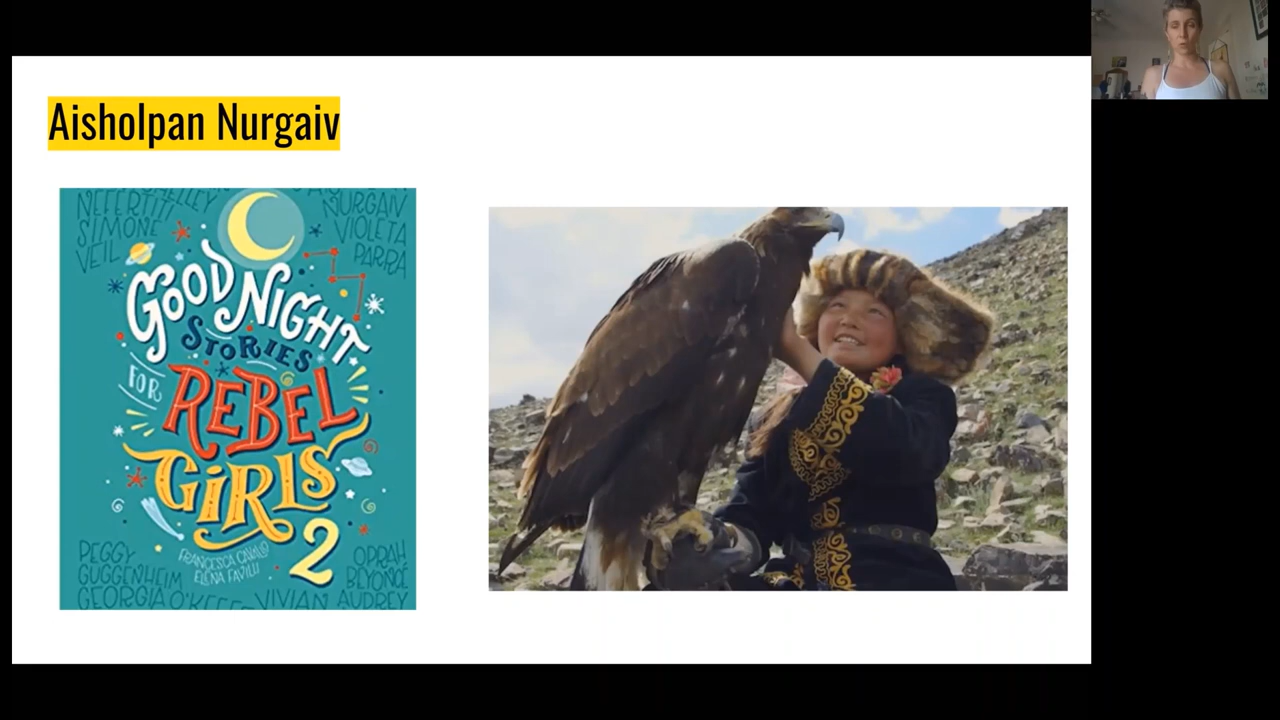 Aisholpan Nurgaiv
NEFERTITI
SIMONE
VEIL
NURGAIV
VIOLETA
PARRA
GOOD NIGHT
STORIES
FOR
REBEL
GIRLS
2
FRANCESCA CAVALLO
ELENA FAVILLI
PEGGY
GUGGENHEIM
GEORGIA O'KEEFFE
OPRAH
BEYONCE
VIVIAN AUDREY